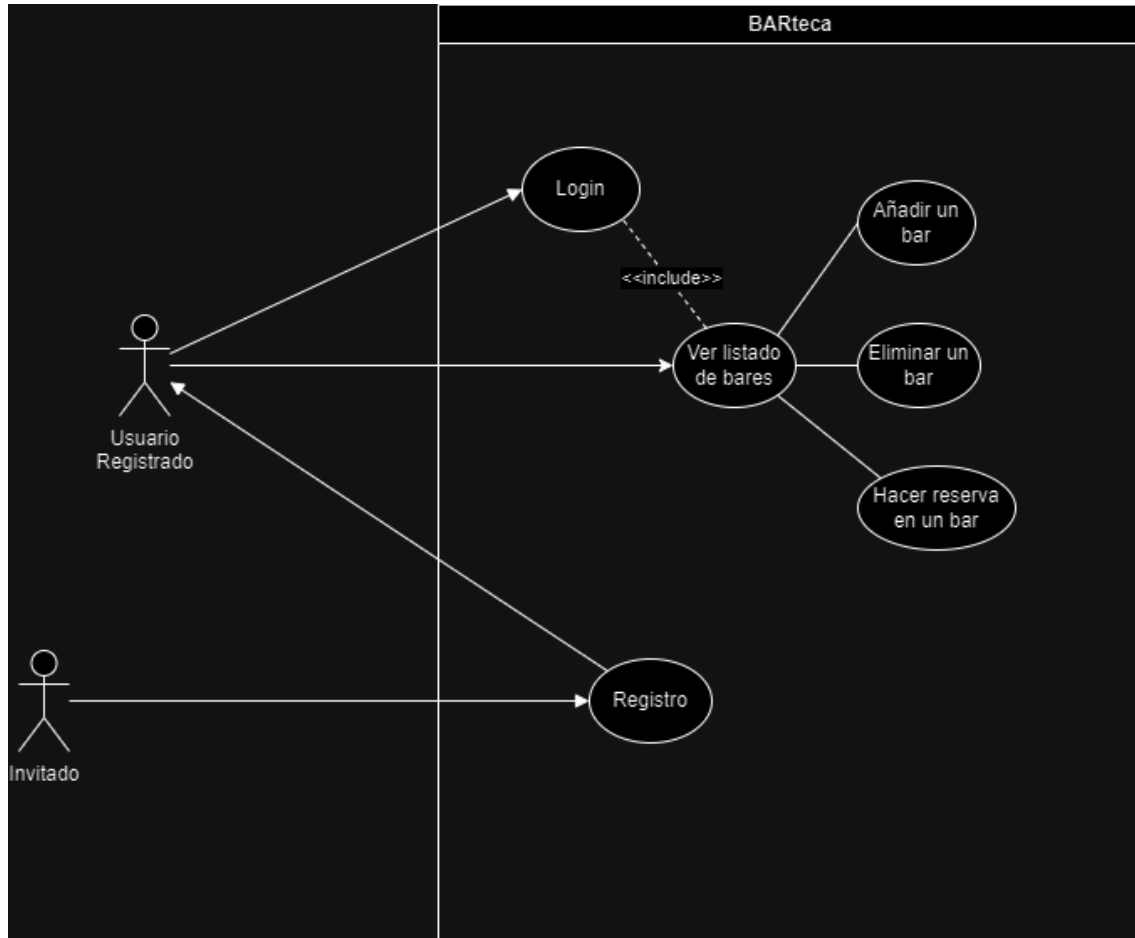 BARteca
Login
Añadir un
bar
<<include>>
Ver listado
de bares
Eliminar un
bar
Usuario
Registrado
Hacer reserva
en un bar
Registro
Invitado